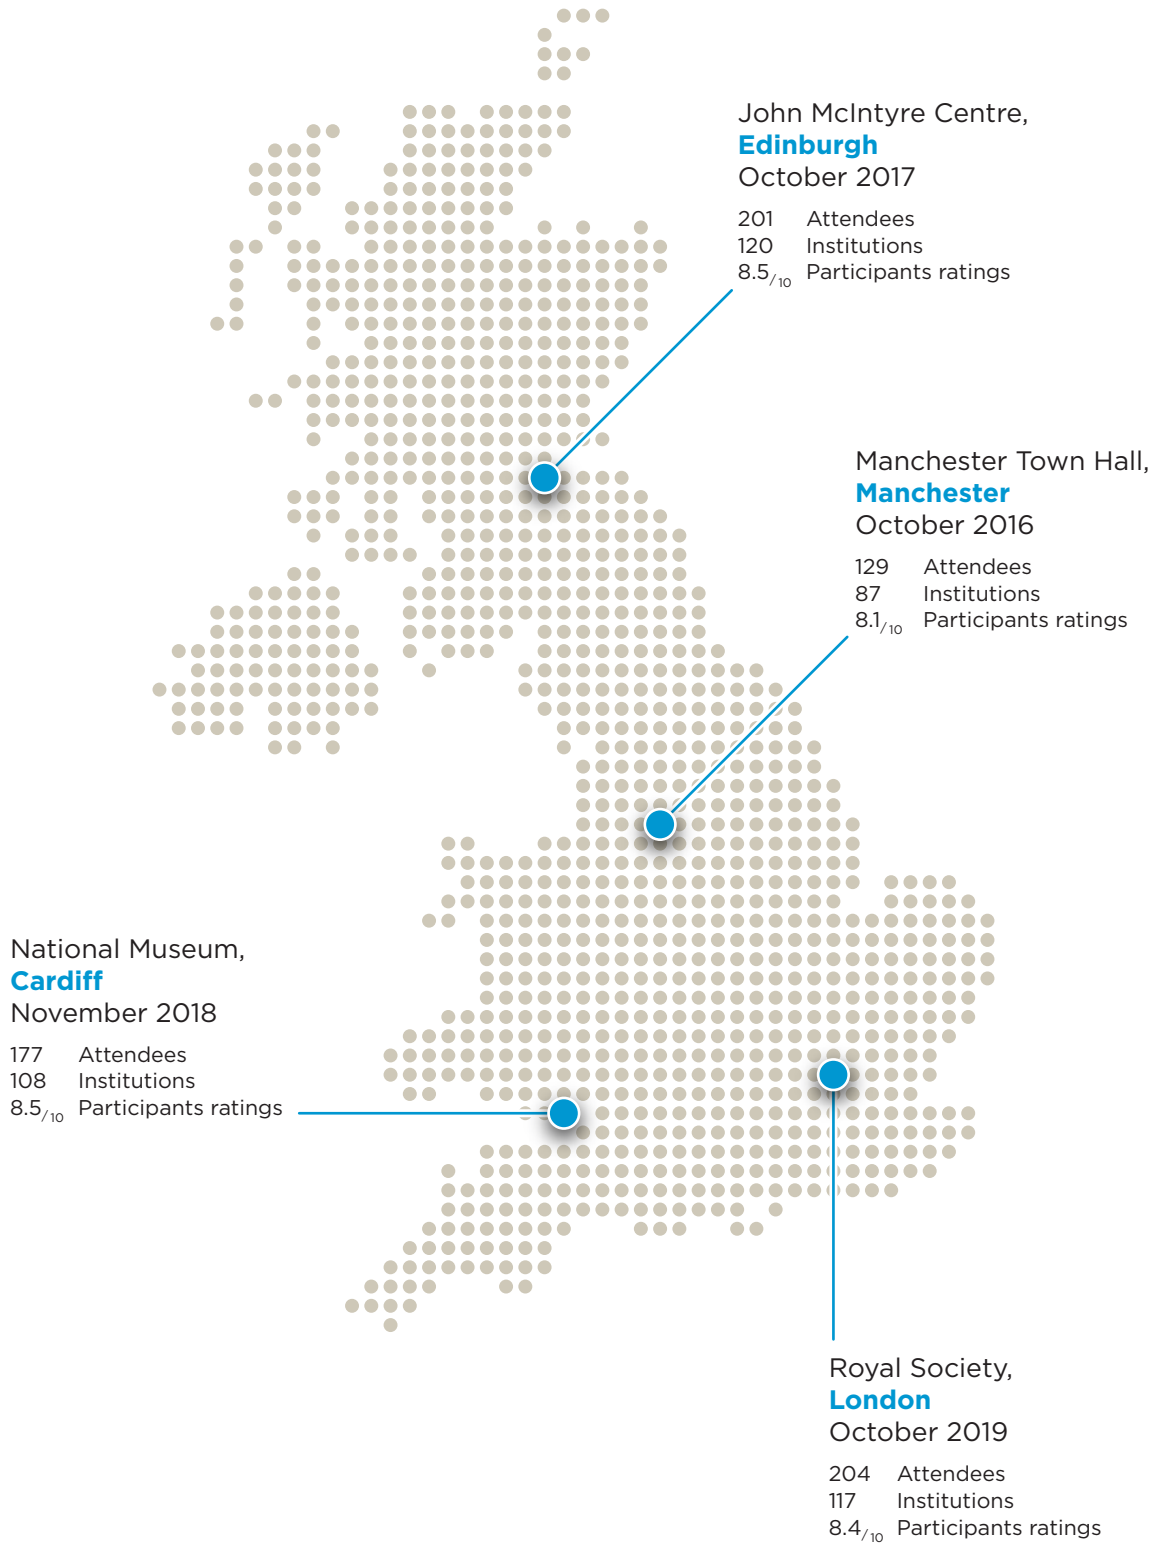 John McIntyre Centre,
Edinburgh
October 2017
201 Attendees
120 Institutions
8.5/10 Participants ratings
Manchester Town Hall,
Manchester
October 2016
129 Attendees
87 Institutions
8.1/10 Participants ratings
National Museum,
Cardiff
November 2018
177 Attendees
108 Institutions
8.5/10 Participants ratings
Royal Society,
London
October 2019
204 Attendees
117 Institutions
8.4/10 Participants ratings